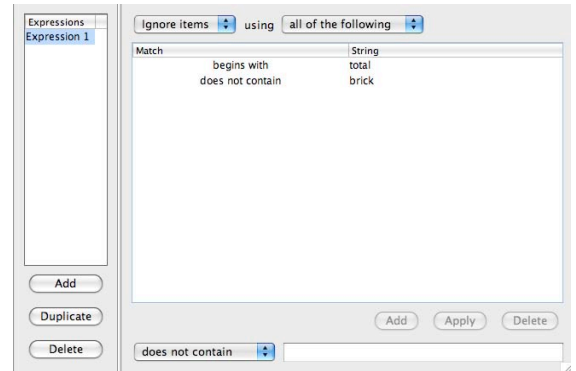 Expressions
Expression 1
Ignore items using all of the following
Match String
begins with total
does not contain brick
Add Apply Delete
does not contain
Add
Duplicate
Delete